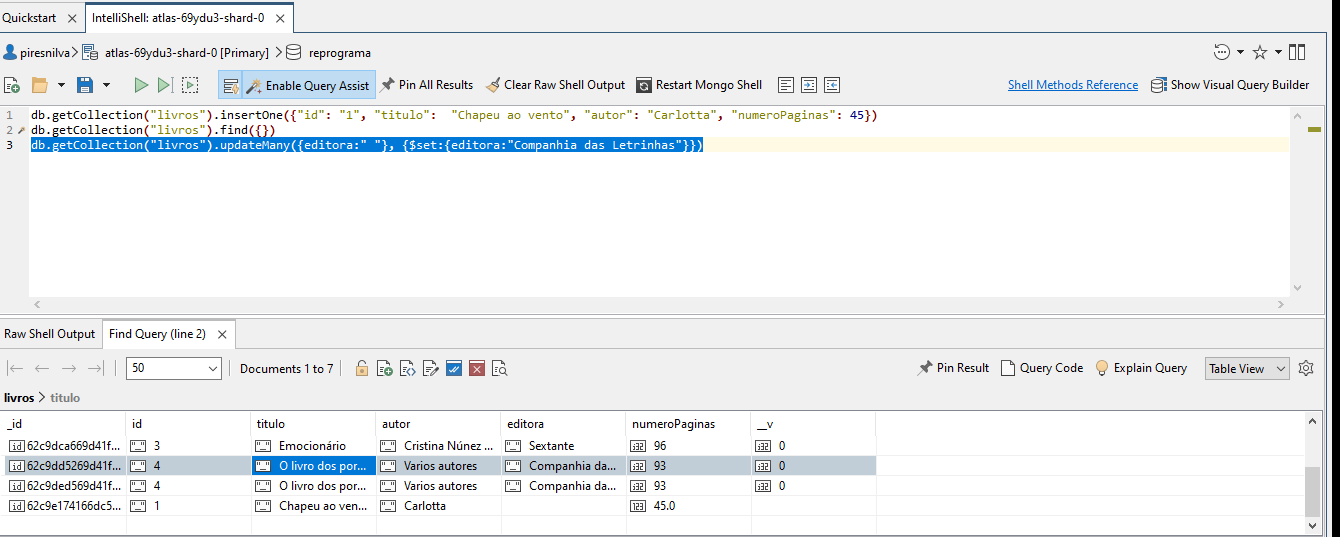 Quickstart
IntelliShell: atlas-69ydu3-shard-0
piresnilva atlas-69ydu3-shard-0 [Primary] reprograma
Enable Query Assist Pin All Results Clear Raw Shell Output Restart Mongo Shell Shell Methods Reference Show Visual Query Builder
1 db.getCollection("livros").insertOne({"id": "1", "titulo":  "Chapeu ao vento", "autor": "Carlotta", "numeroPaginas": 45})
2 db.getCollection("livros").find({})
3 db.getCollection("livros").updateMany({editora:" "}, {$set:{editora:"Companhia das Letrinhas"}})
Raw Shell Output Find Query (line 2)
50 Documents 1 to 7 Pin Result Query Code Explain Query Table View
livros > titulo
_id id titulo autor editora numeroPaginas __v
62c9dca669d41f... 3 Emocionário Cristina Núnez ... Sextante 96 0
62c9dd5269d41f... 4 O livro dos por... Varios autores Companhia da... 93 0
62c9ded569d41f... 4 O livro dos por... Varios autores Companhia da... 93 0
62c9e174166dc5... 1 Chapeu ao ven... Carlotta 45.0